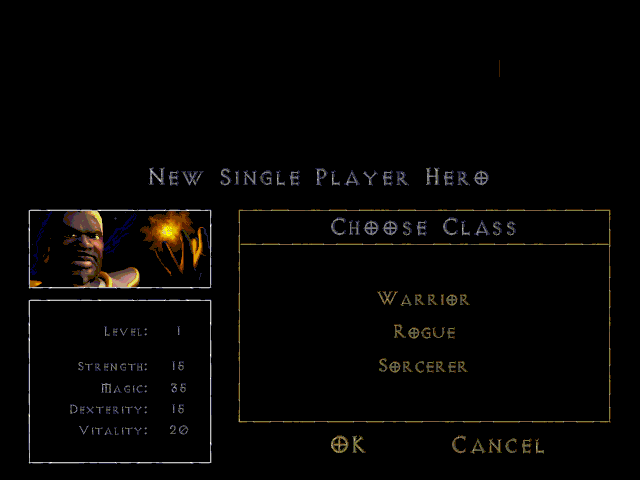 New Single Player Hero
Choose Class
Warrior
Rogue
Sorcerer
Level: 1
Strength: 15
Magic: 35
Dexterity: 15
Vitality: 20
OK
Cancel